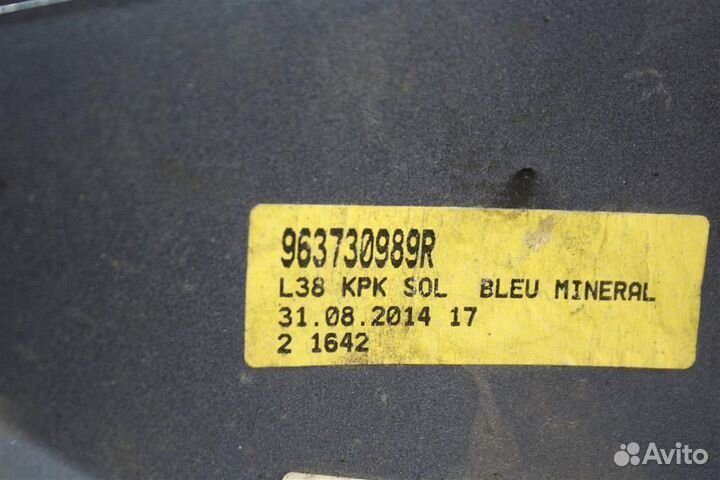 963730989R
L38 KPK SOL BLEU MINERAL
31.08.2014 17
2 1642
Avito